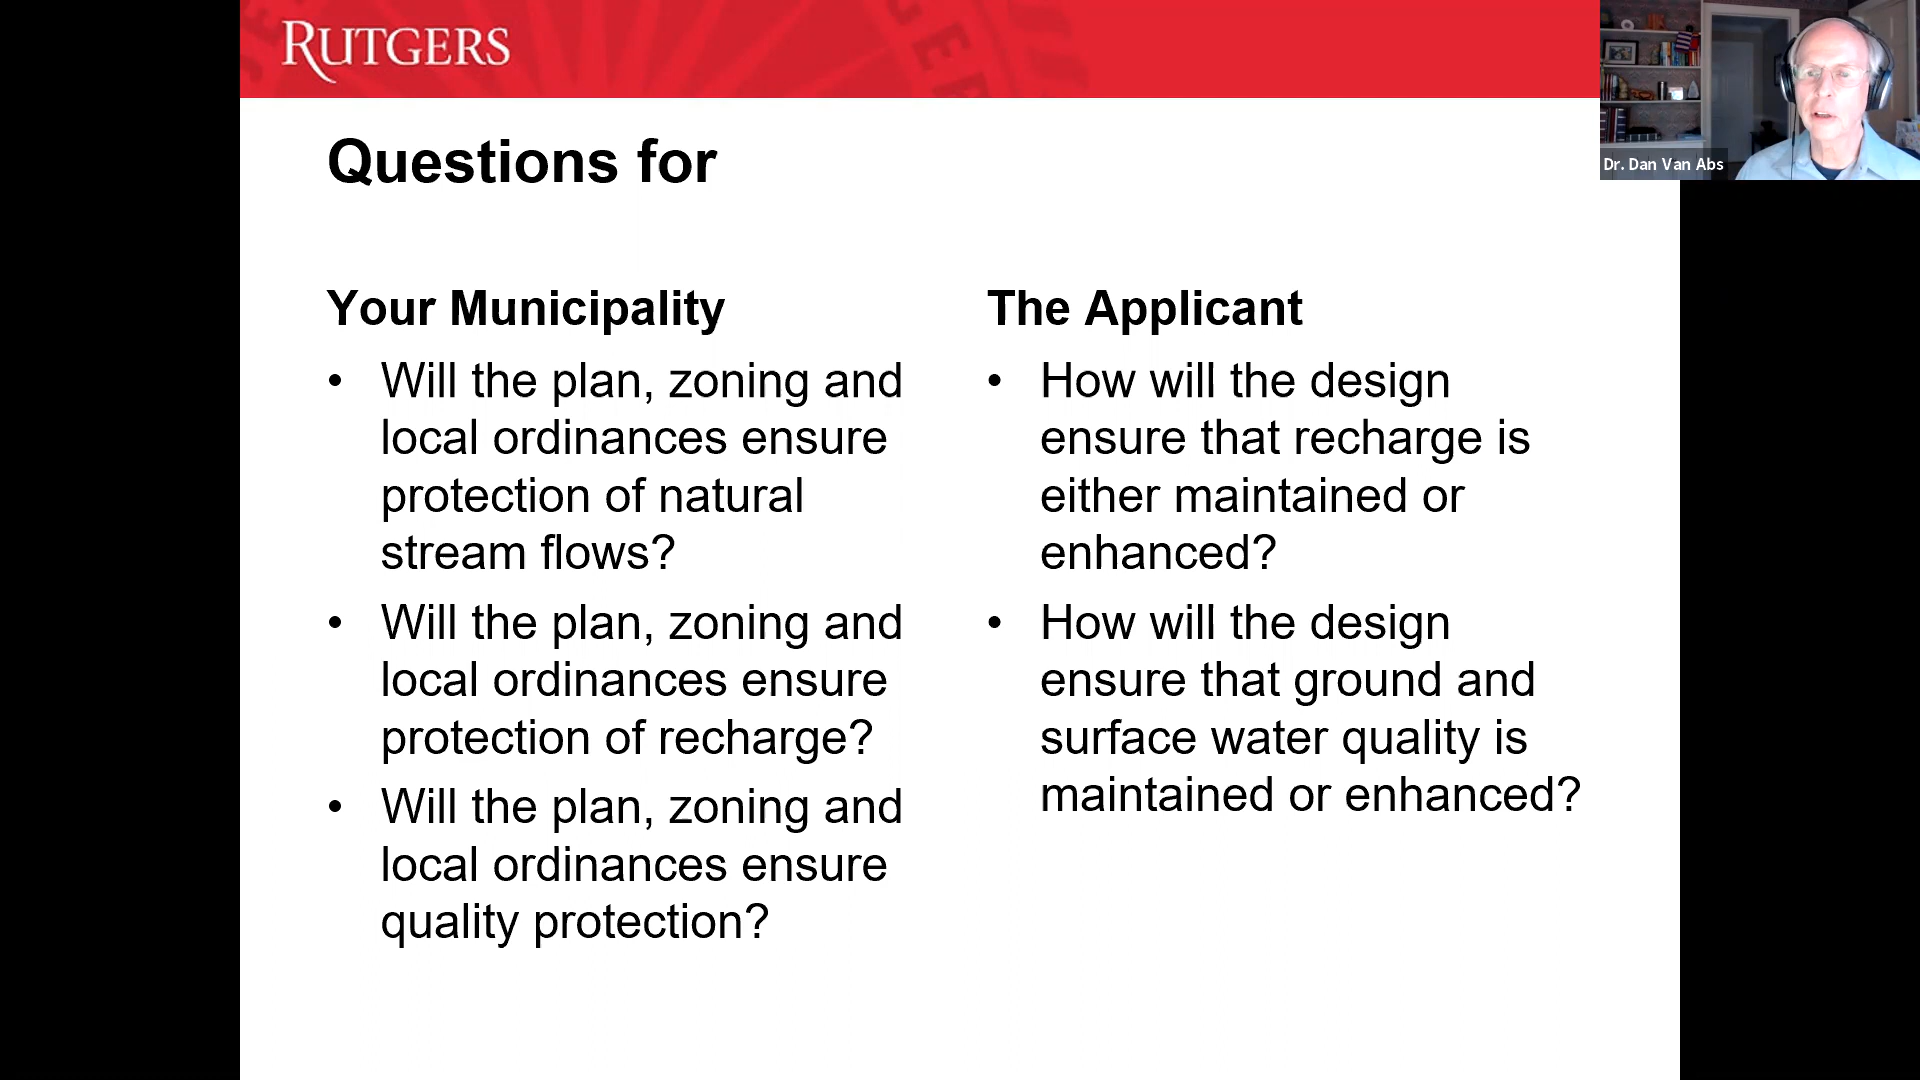 RUTGERS
Dr. Dan Van Abs
Questions for
Your Municipality
• Will the plan, zoning and
local ordinances ensure
protection of natural
stream flows?
• Will the plan, zoning and
local ordinances ensure
protection of recharge?
• Will the plan, zoning and
local ordinances ensure
quality protection?
The Applicant
• How will the design
ensure that recharge is
either maintained or
enhanced?
• How will the design
ensure that ground and
surface water quality is
maintained or enhanced?